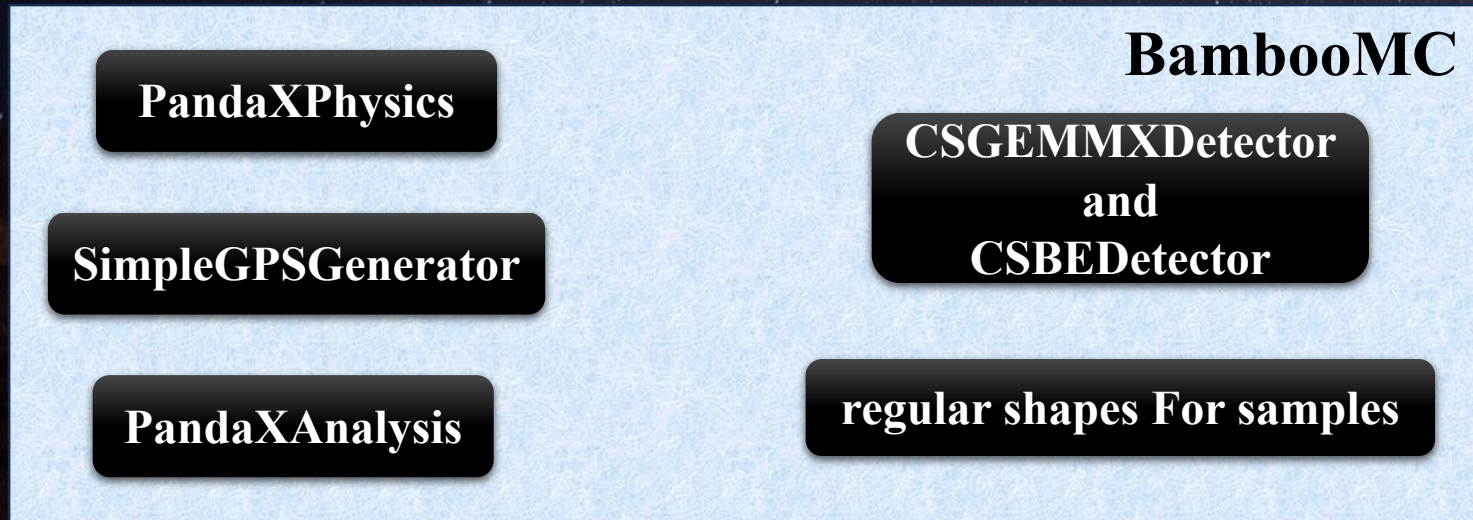 BambooMC
PandaXPhysics
SimpleGPSGenerator
PandaXAnalysis
CSGEMMXDetector
and
CSBEDetector
regular shapes For samples